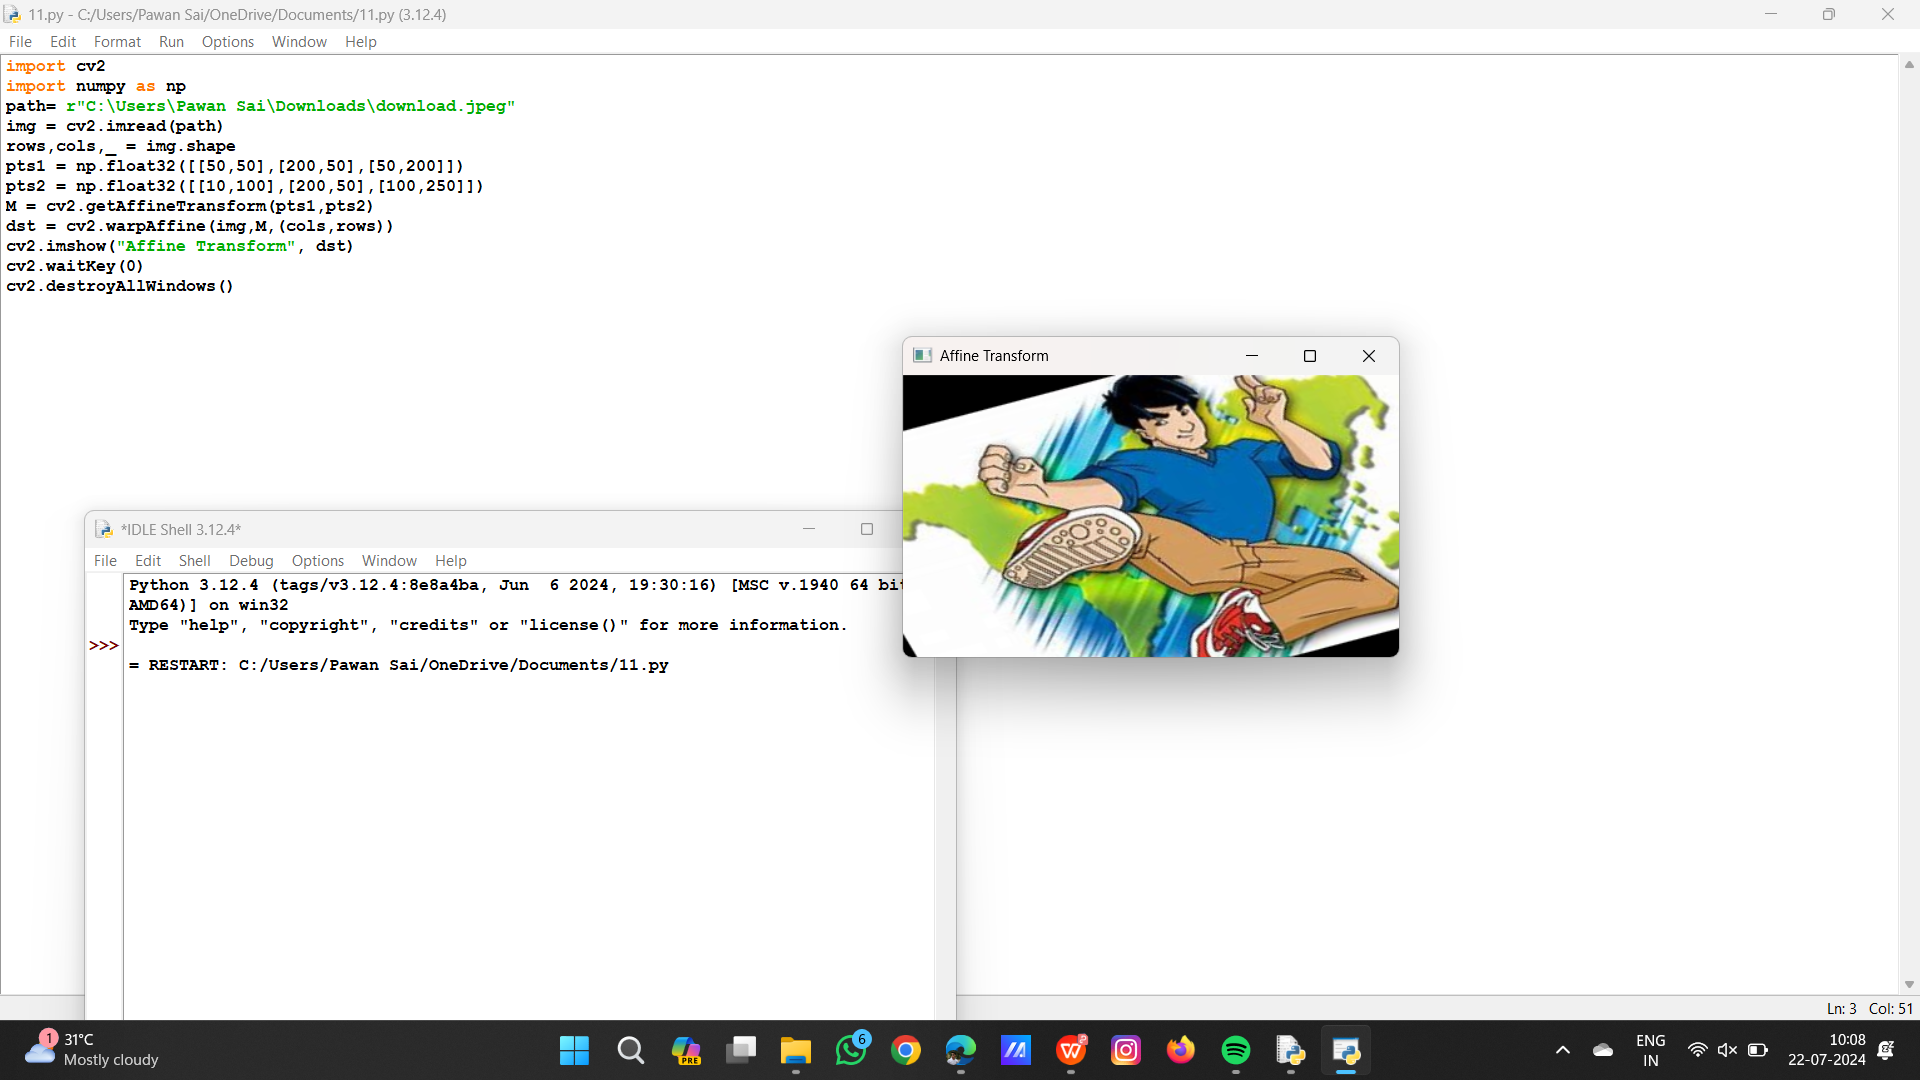 11.py - C:/Users/Pawan Sai/OneDrive/Documents/11.py (3.12.4)
File Edit Format Run Options Window Help
import cv2
import numpy as np
path= r"C:\Users\Pawan Sai\Downloads\download.jpeg"
img = cv2.imread(path)
rows,cols,_ = img.shape
pts1 = np.float32([[50,50],[200,50],[50,200]])
pts2 = np.float32([[10,100],[200,50],[100,250]])
M = cv2.getAffineTransform(pts1,pts2)
dst = cv2.warpAffine(img,M,(cols,rows))
cv2.imshow("Affine Transform", dst)
cv2.waitKey(0)
cv2.destroyAllWindows()
Affine Transform
*IDLE Shell 3.12.4*
File Edit Shell Debug Options Window Help
Python 3.12.4 (tags/v3.12.4:8e8a4ba, Jun  6 2024, 19:30:16) [MSC v.1940 64 bit
AMD64)] on win32
Type "help", "copyright", "credits" or "license()" for more information.
>>>
= RESTART: C:/Users/Pawan Sai/OneDrive/Documents/11.py
Ln: 3 Col: 51
1
31°C
Mostly cloudy
PRE
6
W
ENG
IN
10:08
22-07-2024